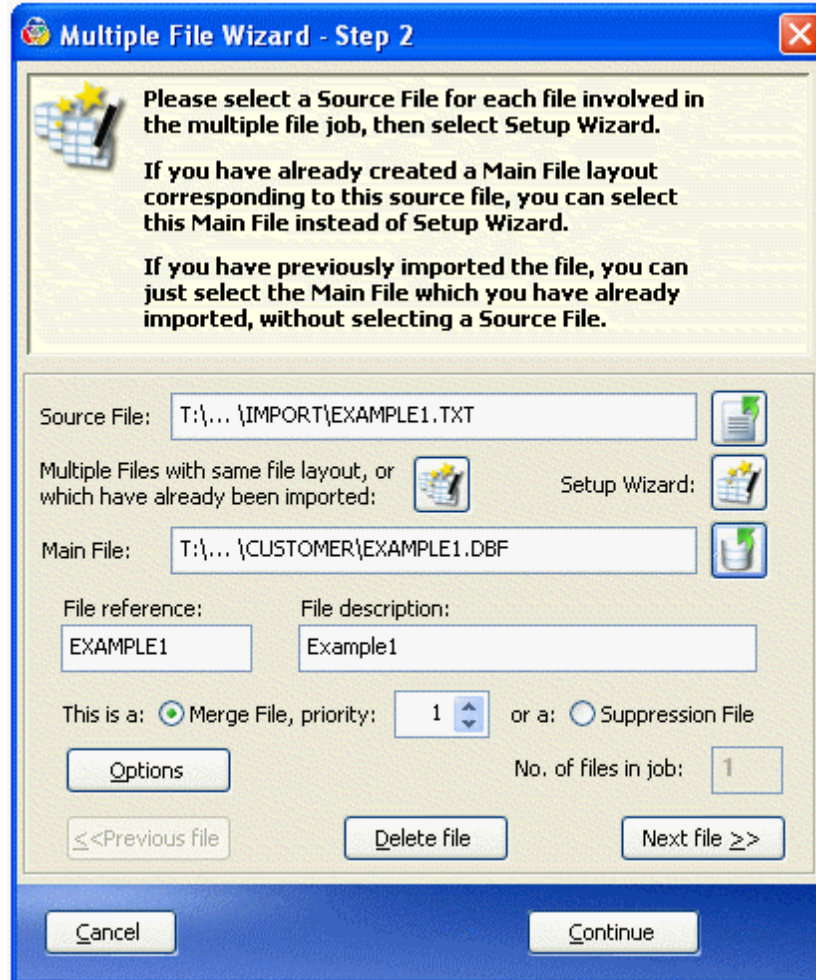 Multiple File Wizard - Step 2
Please select a Source File for each file involved in
the multiple file job, then select Setup Wizard.
If you have already created a Main File layout
corresponding to this source file, you can select
this Main File instead of Setup Wizard.
If you have previously imported the file, you can
just select the Main File which you have already
imported, without selecting a Source File.
Source File: T:\... \IMPORT\EXAMPLE1.TXT
Multiple Files with same file layout, or
which have already been imported:
Setup Wizard:
Main File: T:\... \CUSTOMER\EXAMPLE1.DBF
File reference: File description:
EXAMPLE1 Example1
This is a: Merge File, priority: 1 or a: Suppression File
Options No. of files in job: 1
<<Previous file Delete file Next file >>
Cancel Continue